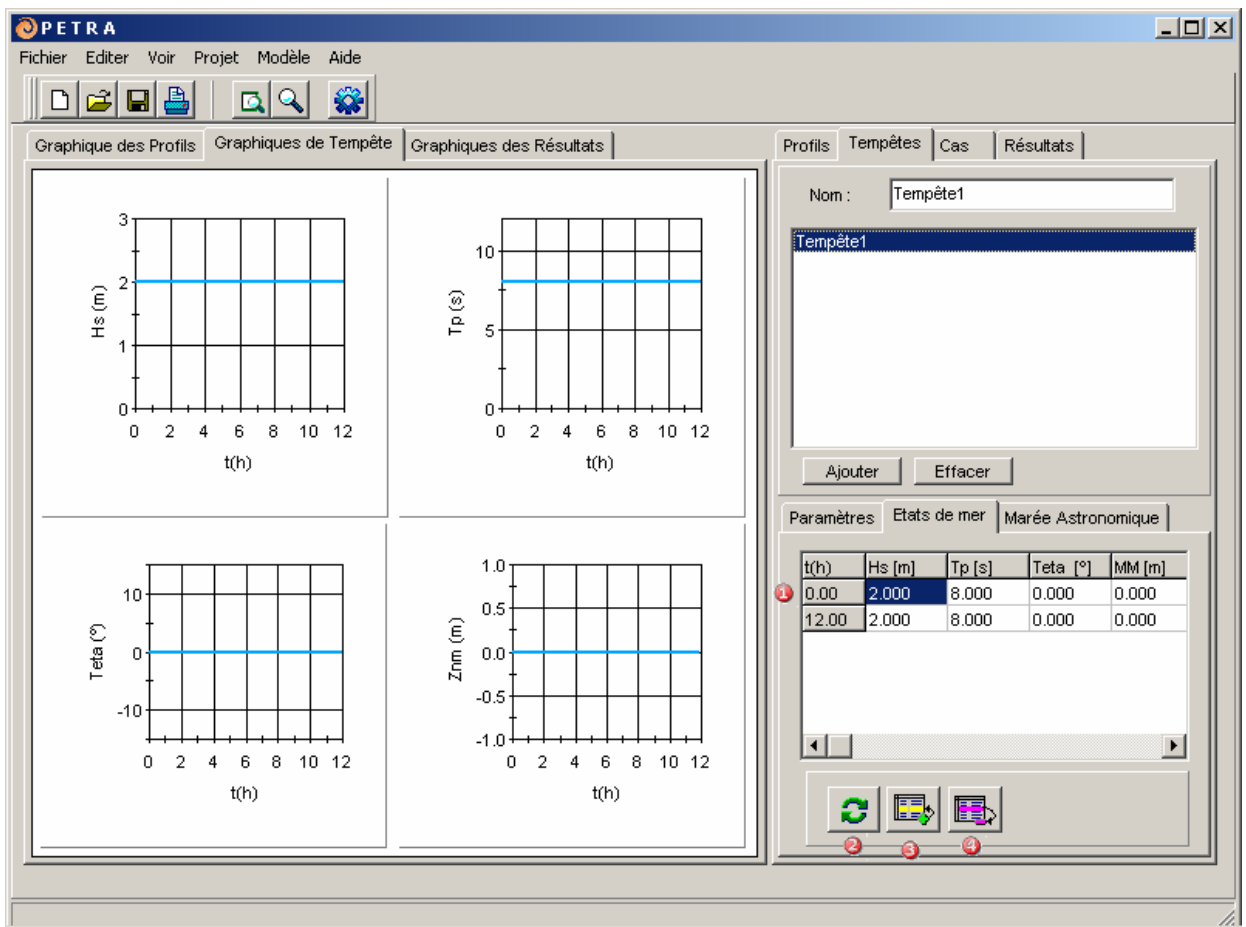 PETRA
Fichier Editer Voir Projet Modèle Aide
Graphique des Profils Graphiques de Tempête Graphiques des Résultats
Profils Tempêtes Cas Résultats
Nom : Tempête1
Tempête1
Ajouter Effacer
3
2
1
0
Hs (m)
0 2 4 6 8 10 12
t(h)
10
5
0
Tp (s)
0 2 4 6 8 10 12
t(h)
10
0
-10
Teta (º)
0 2 4 6 8 10 12
t(h)
1.0
0.5
0.0
-0.5
-1.0
Znm (m)
0 2 4 6 8 10 12
t(h)
Paramètres Etats de mer Marée Astronomique
t(h) Hs [m] Tp [s] Teta [º] MM [m]
1 0.00 2.000 8.000 0.000 0.000
12.00 2.000 8.000 0.000 0.000
2 3 4